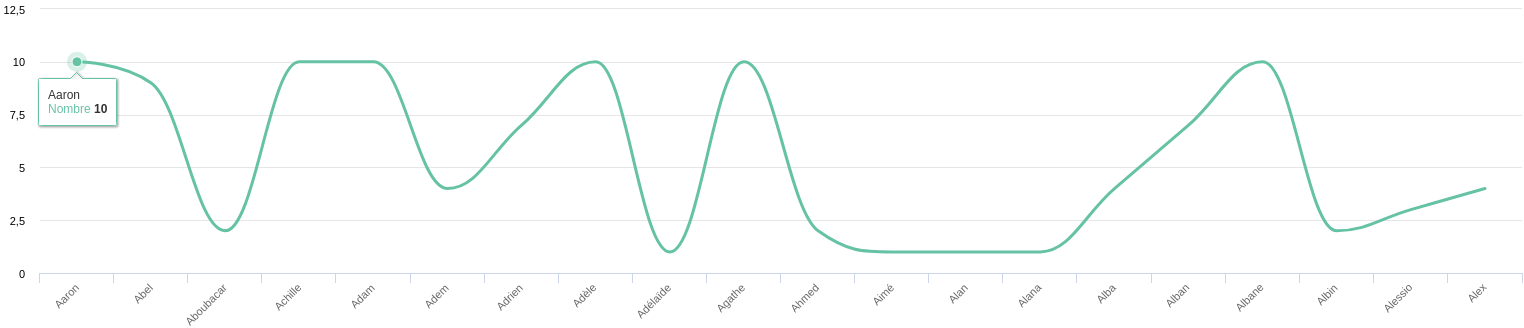 12,5
10
7,5
5
2,5
0
Aaron
Nombre 10
Aaron
Abel
Aboubacar
Achille
Adam
Adem
Adrien
Adèle
Adélaïde
Agathe
Ahmed
Aimé
Alan
Alana
Alba
Alban
Albane
Albin
Alessio
Alex